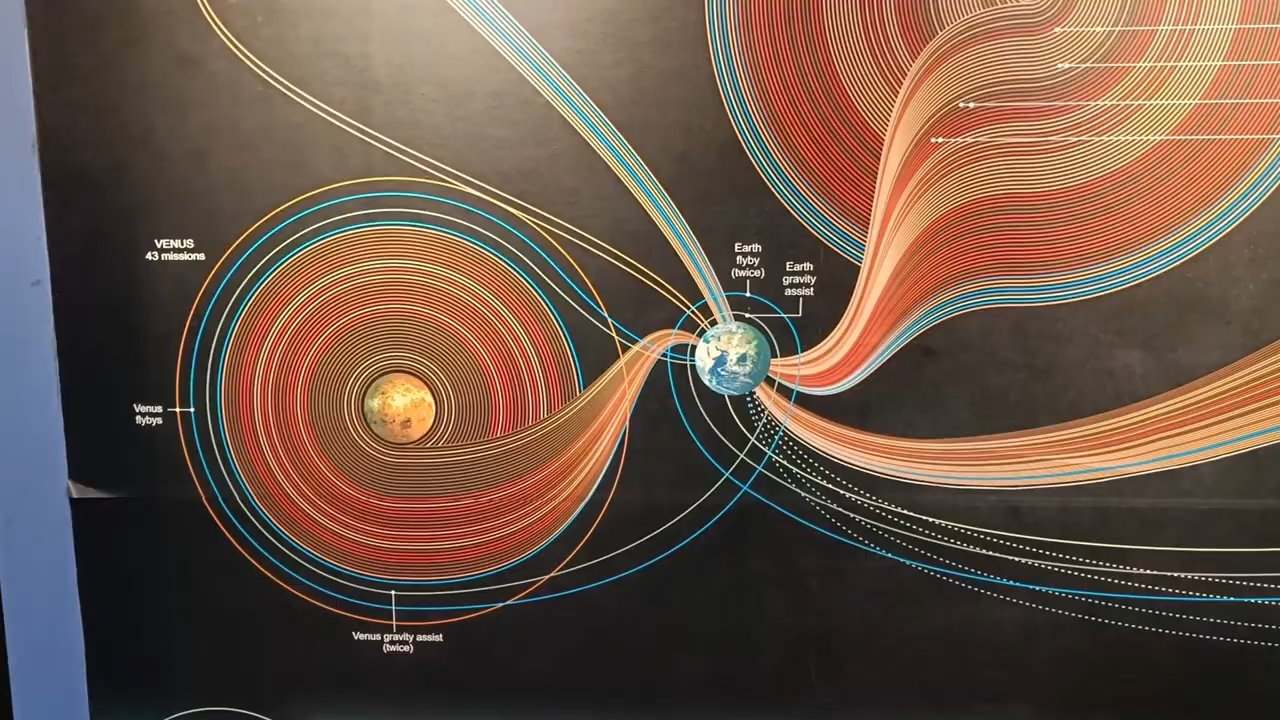 VENUS
43 missions
Earth
flyby
(twice)
Earth
gravity
assist
Venus
flybys
Venus gravity assist
(twice)